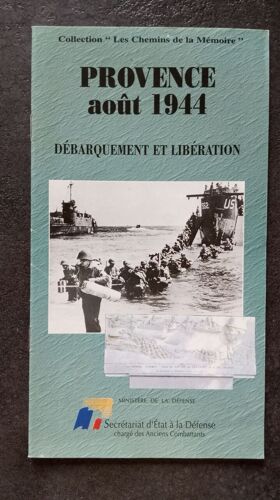 Collection " Les Chemins de la Mémoire "
PROVENCE
août 1944
DÉBARQUEMENT ET LIBÉRATION
US
MINISTÈRE DE LA DÉFENSE
Secrétariat d'État à la Défense
chargé des Anciens Combattants